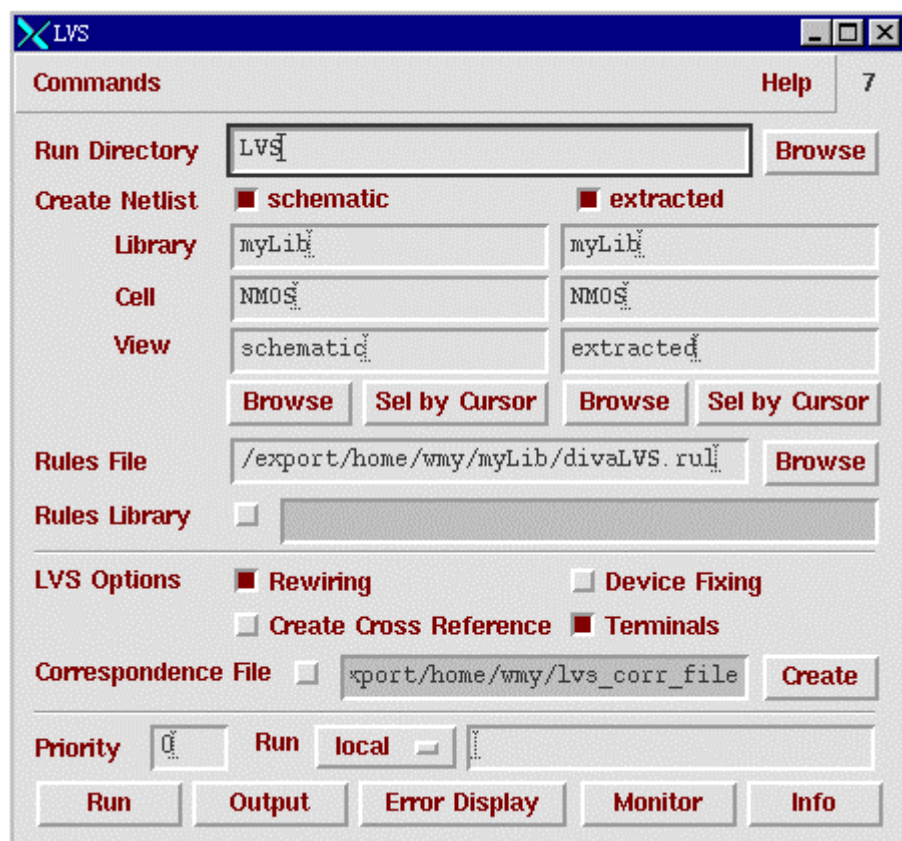 LVS
Commands Help 7
Run Directory LVS Browse
Create Netlist schematic extracted
Library myLib myLib
Cell NMOS NMOS
View schematic extracted
Browse Sel by Cursor Browse Sel by Cursor
Rules File /export/home/wmy/myLib/divaLVS.rul Browse
Rules Library
LVS Options Rewiring Device Fixing
Create Cross Reference Terminals
Correspondence File xport/home/wmy/lvs_corr_file Create
Priority 0 Run local
Run Output Error Display Monitor Info